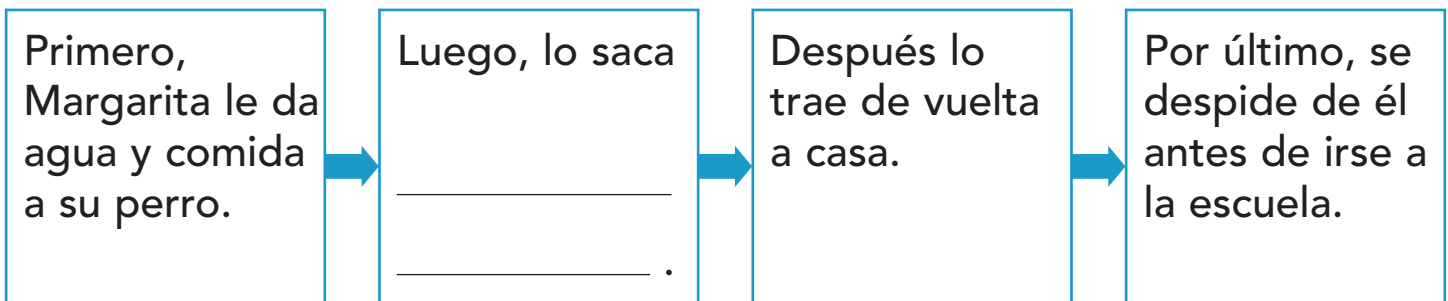 Primero,
Margarita le da
agua y comida
a su perro.
Luego, lo saca
.
Después lo
trae de vuelta
a casa.
Por último, se
despide de él
antes de irse a
la escuela.